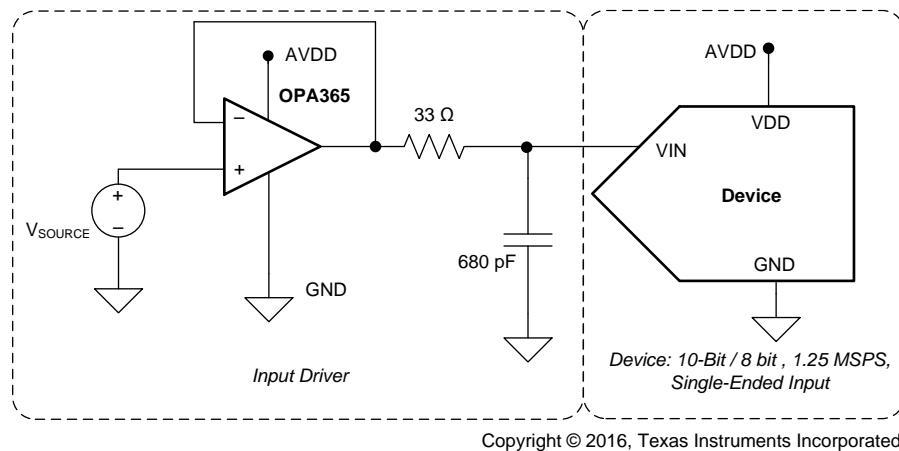 AVDD
OPA365
−
+
33 Ω
+
−
VSOURCE
680 pF
GND
Input Driver
AVDD
VDD
VIN
Device
GND
Device: 10-Bit / 8 bit , 1.25 MSPS,
Single-Ended Input
Copyright © 2016, Texas Instruments Incorporated